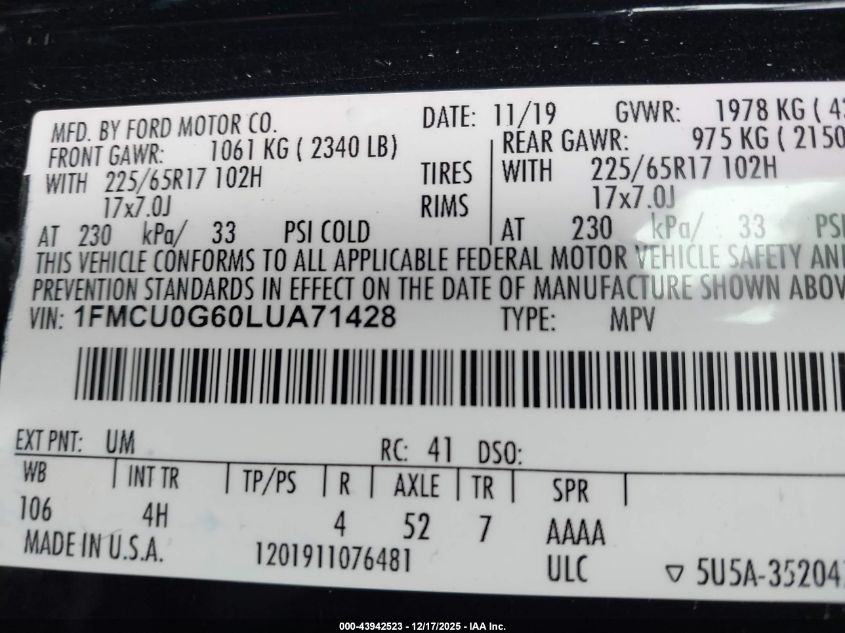 MFD. BY FORD MOTOR CO. DATE: 11/19 GVWR: 1978 KG
FRONT GAWR: 1061 KG ( 2340 LB) REAR GAWR: 975 KG ( 2150
WITH 225/65R17 102H TIRES WITH 225/65R17 102H
17x7.0J RIMS 17x7.0J
AT 230 kPa/ 33 PSI COLD AT 230 kPa/ 33 PSI
THIS VEHICLE CONFORMS TO ALL APPLICABLE FEDERAL MOTOR VEHICLE SAFETY AND
PREVENTION STANDARDS IN EFFECT ON THE DATE OF MANUFACTURE SHOWN ABOV
VIN: 1FMCU0G60LUA71428 TYPE: MPV
EXT PNT: UM RC: 41 DSO:
WB INT TR TP/PS R AXLE TR SPR
106 4H 4 52 7 AAAA
MADE IN U.S.A. 1201911076481 ULC ▽ 5U5A-35204
000-43942523 – 12/17/2025 – IAA Inc.